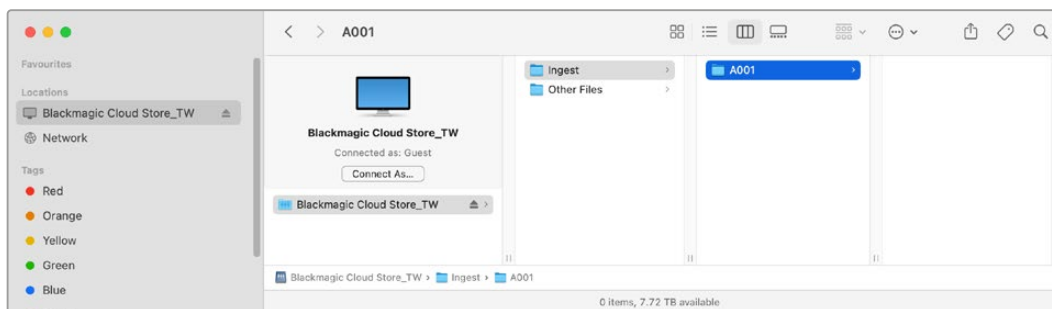 A001
Favourites
Locations
Blackmagic Cloud Store_TW
Network
Tags
Red
Orange
Yellow
Green
Blue
Blackmagic Cloud Store_TW
Connected as: Guest
Connect As...
Blackmagic Cloud Store_TW
Ingest
Other Files
A001
Blackmagic Cloud Store_TW › Ingest › A001
0 items, 7.72 TB available